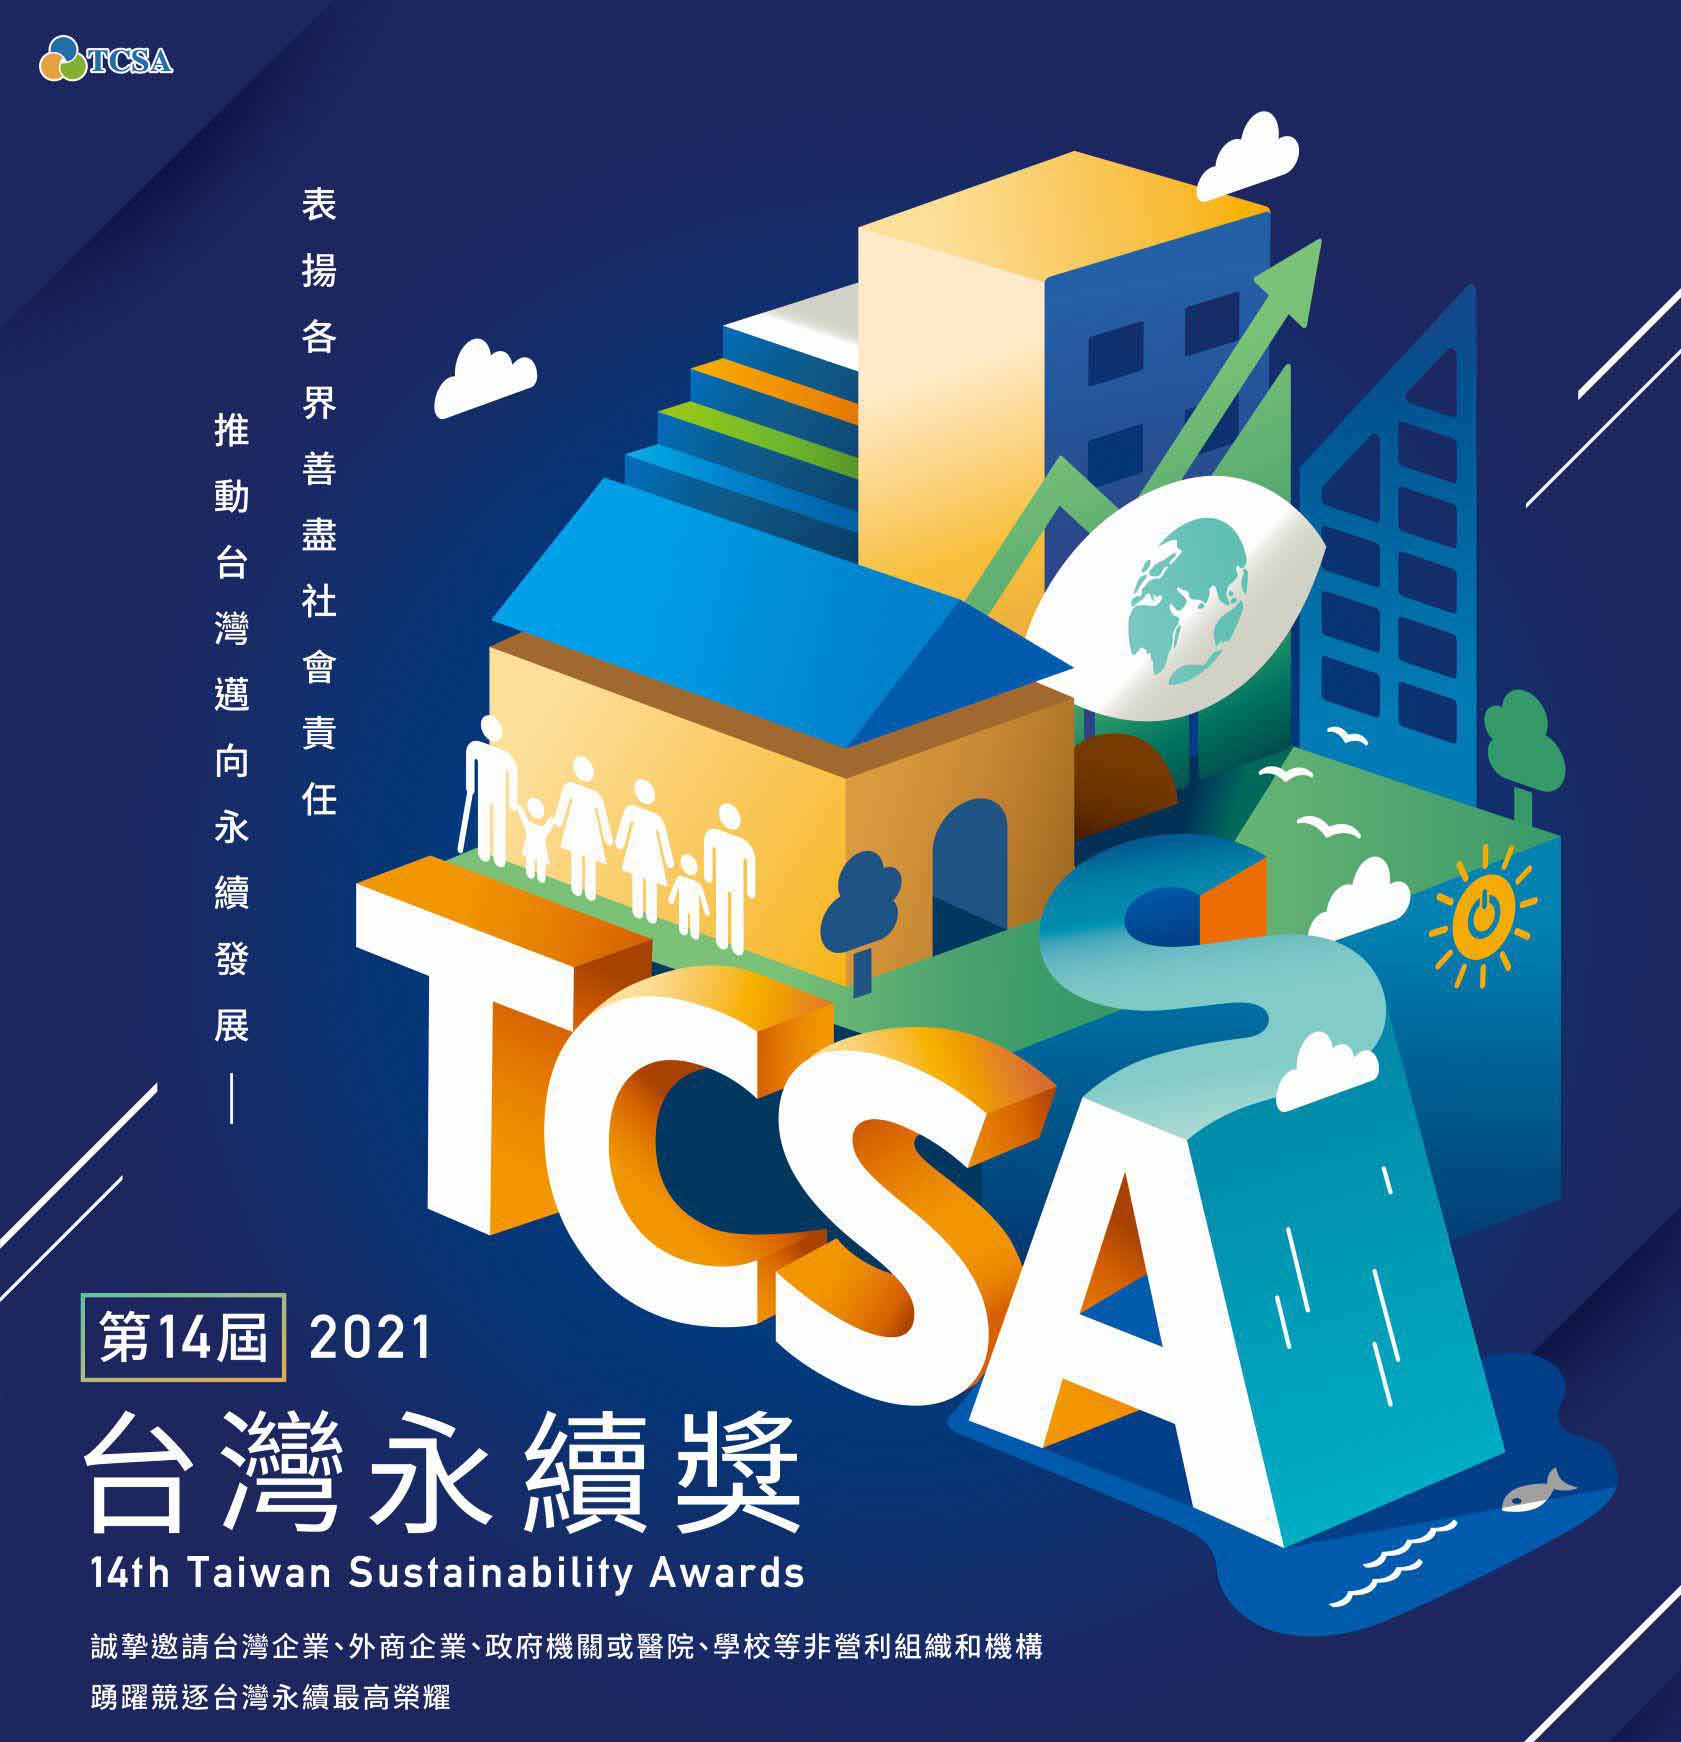 TCSA
表揚各界善盡社會責任
推動台灣邁向永續發展—
TCSA
第14屆 2021
台灣永續獎
14th Taiwan Sustainability Awards
誠摯邀請台灣企業、外商企業、政府機關或醫院、學校等非營利組織和機構
踴躍競逐台灣永續最高榮耀